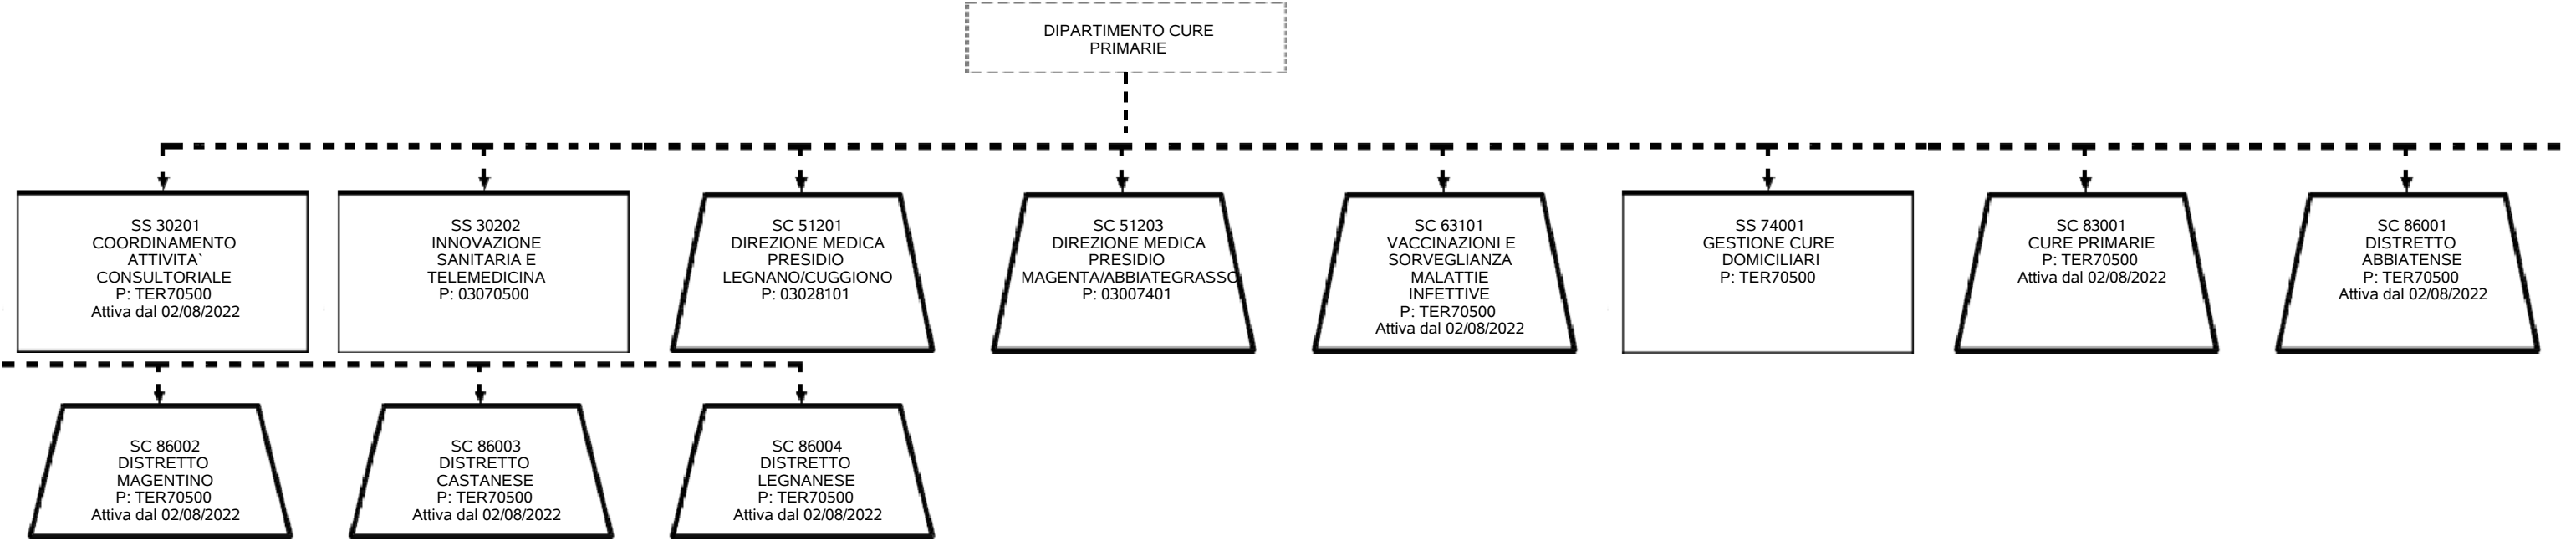 DIPARTIMENTO CURE
PRIMARIE
SS 30201
COORDINAMENTO
ATTIVITA`
CONSULTORIALE
P: TER70500
Attiva dal 02/08/2022
SS 30202
INNOVAZIONE
SANITARIA E
TELEMEDICINA
P: 03070500
SC 51201
DIREZIONE MEDICA
PRESIDIO
LEGNANO/CUGGIONO
P: 03028101
SC 51203
DIREZIONE MEDICA
PRESIDIO
MAGENTA/ABBIATEGRASSO
P: 03007401
SC 63101
VACCINAZIONI E
SORVEGLIANZA
MALATTIE
INFETTIVE
P: TER70500
Attiva dal 02/08/2022
SS 74001
GESTIONE CURE
DOMICILIARI
P: TER70500
SC 83001
CURE PRIMARIE
P: TER70500
Attiva dal 02/08/2022
SC 86001
DISTRETTO
ABBIATENSE
P: TER70500
Attiva dal 02/08/2022
SC 86002
DISTRETTO
MAGENTINO
P: TER70500
Attiva dal 02/08/2022
SC 86003
DISTRETTO
CASTANESE
P: TER70500
Attiva dal 02/08/2022
SC 86004
DISTRETTO
LEGNANESE
P: TER70500
Attiva dal 02/08/2022